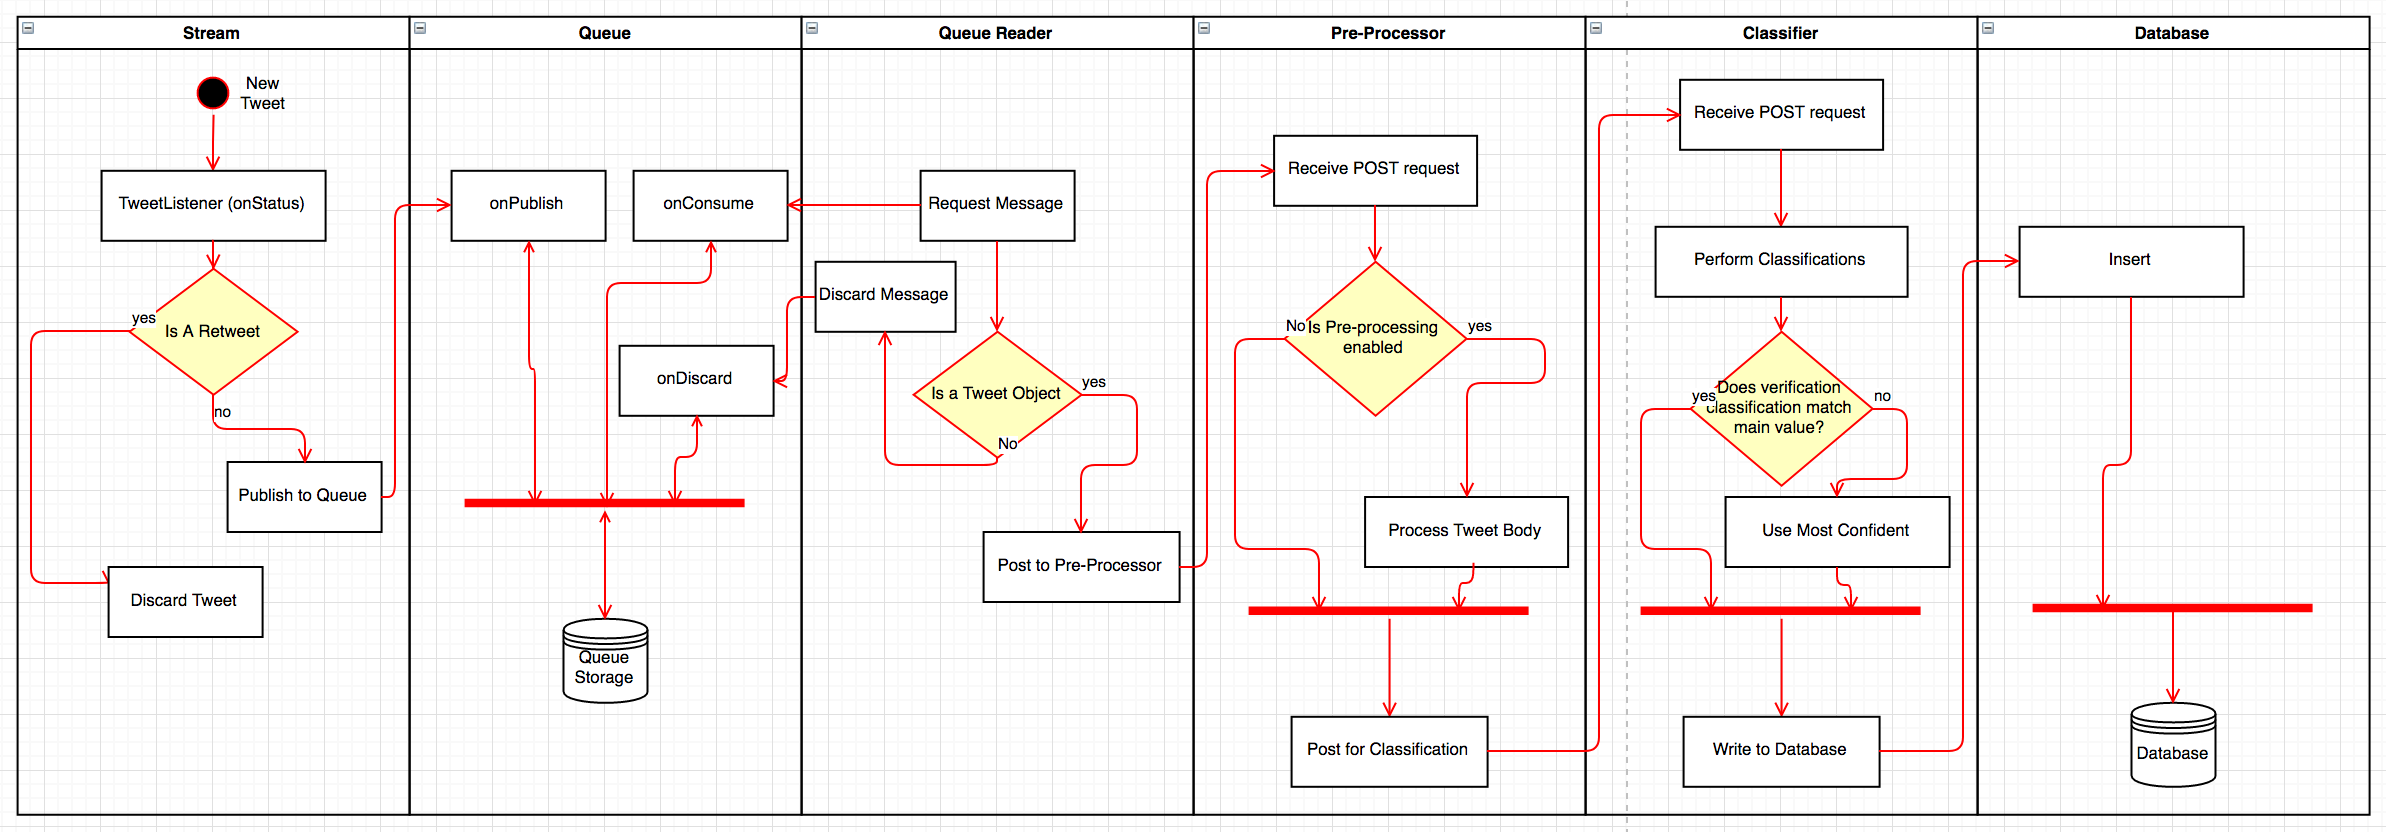 Stream
Queue
Queue Reader
Pre-Processor
Classifier
Database
New
Tweet
TweetListener (onStatus)
Is A Retweet
yes
no
Publish to Queue
Discard Tweet
onPublish
onConsume
onDiscard
Queue
Storage
Request Message
Discard Message
Is a Tweet Object
yes
No
Post to Pre-Processor
Receive POST request
Is Pre-processing
enabled
No
yes
Process Tweet Body
Post for Classification
Receive POST request
Perform Classifications
Does verification
classification match
main value?
yes
no
Use Most Confident
Write to Database
Insert
Database